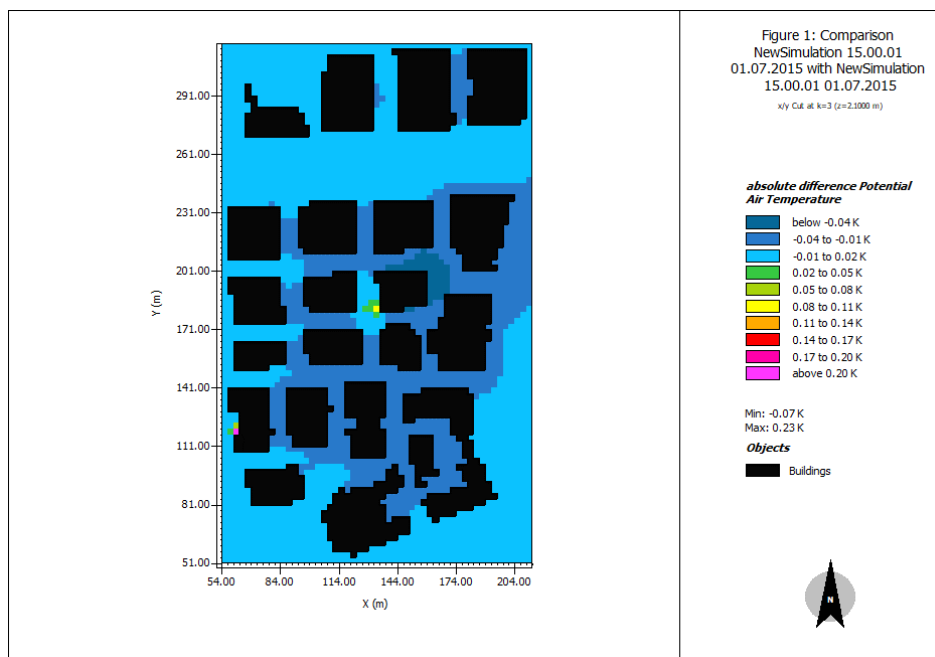 Figure 1: Comparison
NewSimulation 15.00.01
01.07.2015 with NewSimulation
15.00.01 01.07.2015
x/y Cut at k=3 (z=2.1000 m)
absolute difference Potential
Air Temperature
below -0.04 K
-0.04 to -0.01 K
-0.01 to 0.02 K
0.02 to 0.05 K
0.05 to 0.08 K
0.08 to 0.11 K
0.11 to 0.14 K
0.14 to 0.17 K
0.17 to 0.20 K
above 0.20 K
Min: -0.07 K
Max: 0.23 K
Objects
Buildings
N
Y (m)
291.00
261.00
231.00
201.00
171.00
141.00
111.00
81.00
51.00
54.00 84.00 114.00 144.00 174.00 204.00
X (m)